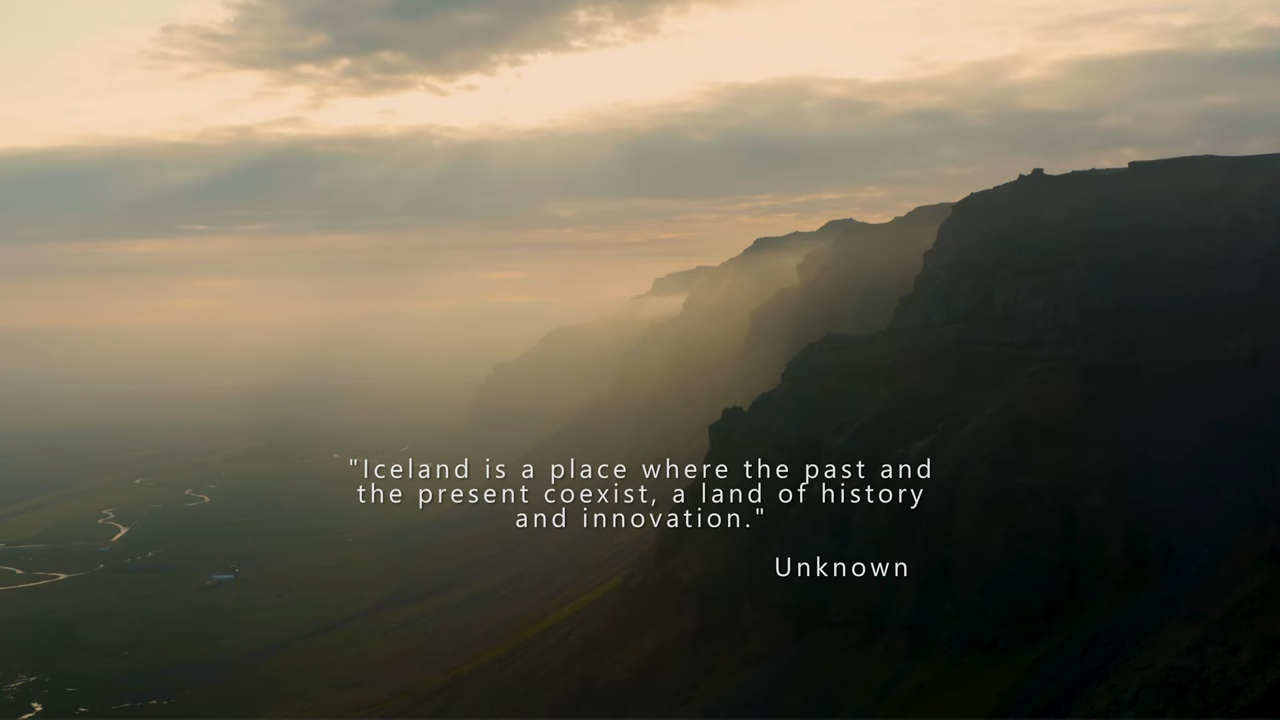 "Iceland is a place where the past and
the present coexist, a land of history
and innovation."
Unknown